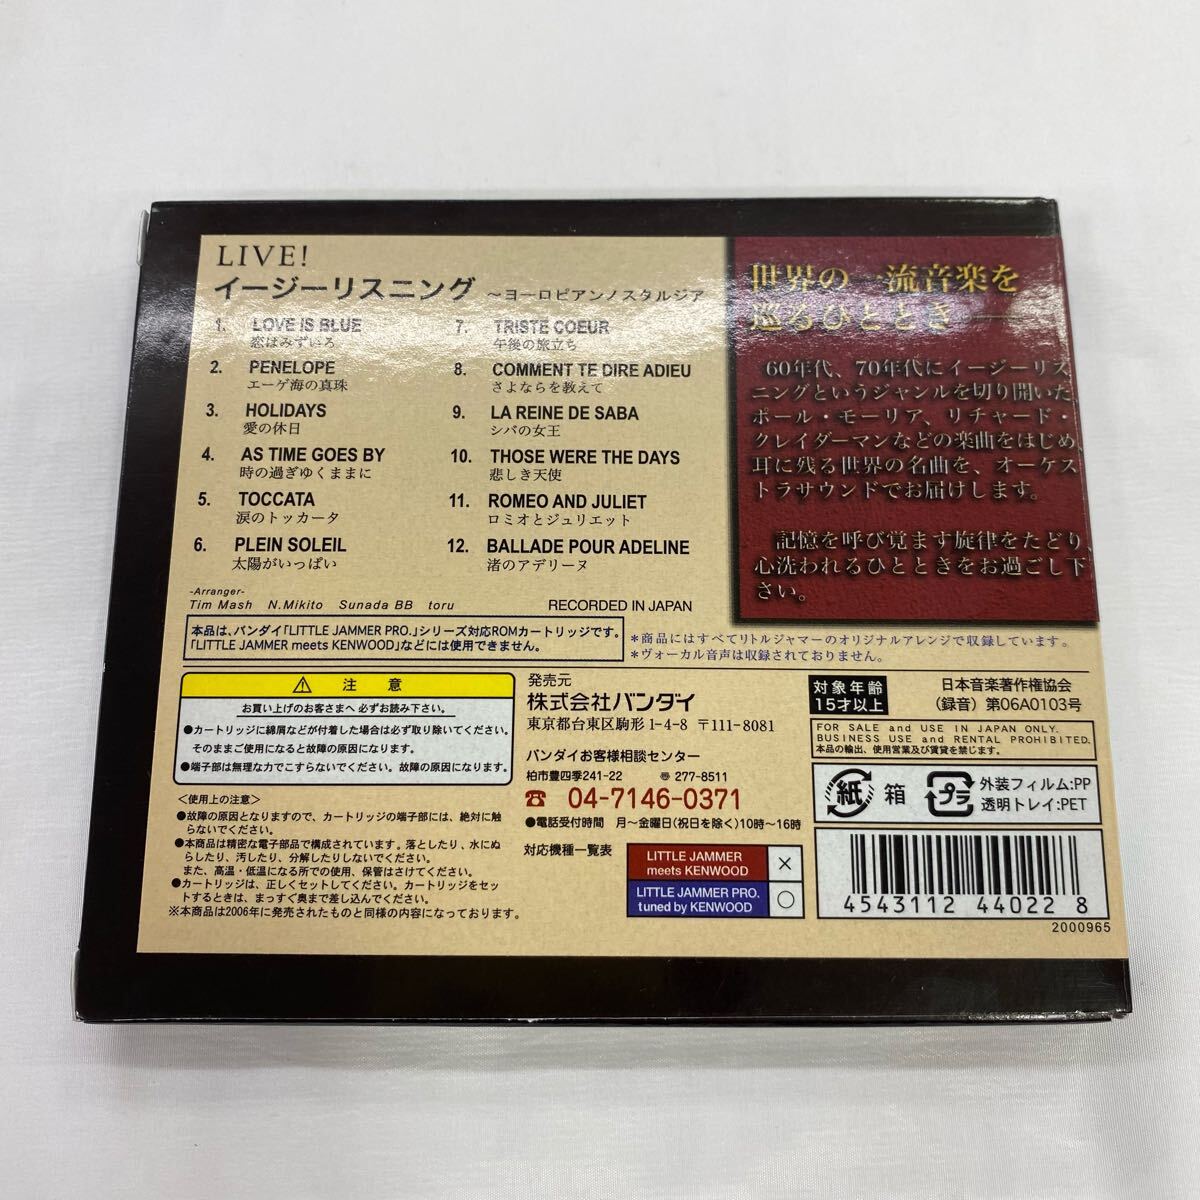 LIVE!
イージーリスニング ～ヨーロピアンノスタルジア
1. LOVE IS BLUE
恋はみずいろ
2. PENELOPE
エーゲ海の真珠
3. HOLIDAYS
愛の休日
4. AS TIME GOES BY
時の過ぎゆくままに
5. TOCCATA
涙のトッカータ
6. PLEIN SOLEIL
太陽がいっぱい
7. TRISTE COEUR
午後の旅立ち
8. COMMENT TE DIRE ADIEU
さよならを教えて
9. LA REINE DE SABA
シバの女王
10. THOSE WERE THE DAYS
悲しき天使
11. ROMEO AND JULIET
ロミオとジュリエット
12. BALLADE POUR ADELINE
渚のアデリーヌ
-Arranger-
Tim Mash N.Mikito Sunada BB toru
RECORDED IN JAPAN
世界の一流音楽を
巡るひととき
60年代、70年代にイージーリス
ニングというジャンルを切り開いた
ポール・モーリア、リチャード・
クレイダーマンなどの楽曲をはじめ、
耳に残る世界の名曲を、オーケス
トラサウンドでお届けします。
記憶を呼び覚ます旋律をたどり、
心洗われるひとときをお過ごし下
さい。
本品は、バンダイ「LITTLE JAMMER PRO.」シリーズ対応ROMカートリッジです。
「LITTLE JAMMER meets KENWOOD」などには使用できません。
*商品にはすべてリトルジャマーのオリジナルアレンジで収録しています。
*ヴォーカル音声は収録されておりません。
⚠ 注意
お買い上げのお客さまへ 必ずお読み下さい。
●カートリッジに綿屑などが付着した場合は必ず取り除いてください。
そのままご使用になると故障の原因になります。
●端子部は無理な力でこすらないでください。故障の原因になります。
＜使用上の注意＞
●故障の原因となりますので、カートリッジの端子部には、絶対に触
らないでください。
●本商品は精密な電子部品で構成されています。落としたり、水にぬ
らしたり、汚したり、分解したりしないでください。
また、高温・低温になる所での使用、保管はさけてください。
●カートリッジは、正しくセットしてください。カートリッジをセッ
トするときは、まっすぐ奥まで差し込んでください。
※本商品は2006年に発売されたものと同様の内容になっております。
発売元
株式会社バンダイ
東京都台東区駒形1-4-8 〒111-8081
バンダイお客様相談センター
柏市豊四季241-22 〠277-8511
☎ 04-7146-0371
●電話受付時間 月～金曜日(祝日を除く)10時～16時
対応機種一覧表
LITTLE JAMMER
meets KENWOOD ×
LITTLE JAMMER PRO.
tuned by KENWOOD ○
対象年齢
15才以上
日本音楽著作権協会
(録音) 第06A0103号
FOR SALE and USE IN JAPAN ONLY.
BUSINESS USE and RENTAL PROHIBITED.
本品の輸出、使用営業及び賃貸を禁じます。
紙 箱
プラ 外装フィルム:PP
透明トレイ:PET
4543112 44022 8
2000965